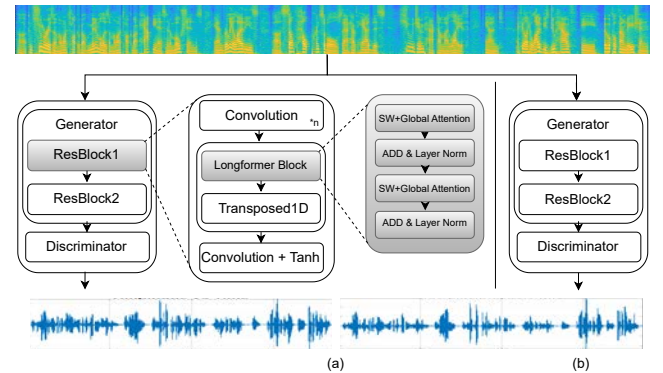 Generator
ResBlock1
ResBlock2
Discriminator
Convolution
*n
Longformer Block
Transposed1D
Convolution + Tanh
SW+Global Attention
ADD & Layer Norm
SW+Global Attention
ADD & Layer Norm
Generator
ResBlock1
ResBlock2
Discriminator
(a)
(b)